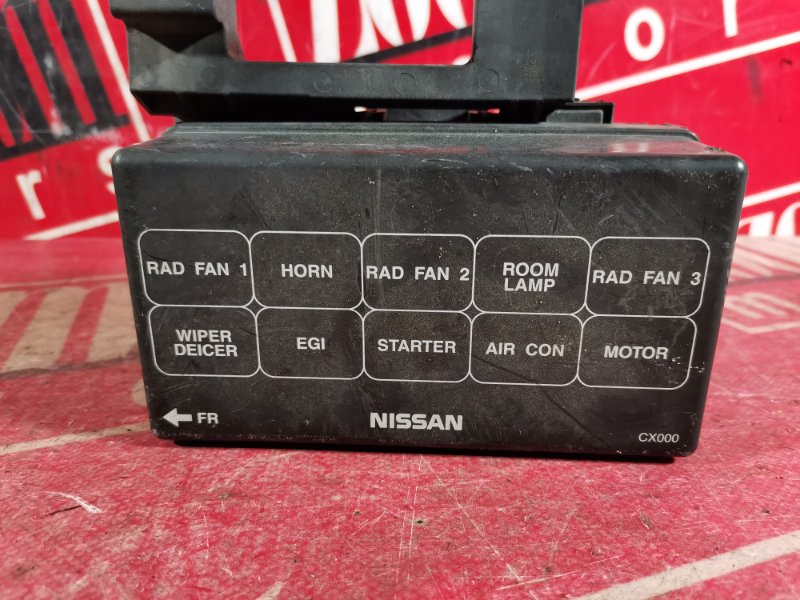 RAD FAN 1
HORN
RAD FAN 2
ROOM
LAMP
RAD FAN 3
WIPER
DEICER
EGI
STARTER
AIR CON
MOTOR
FR
NISSAN
CX000